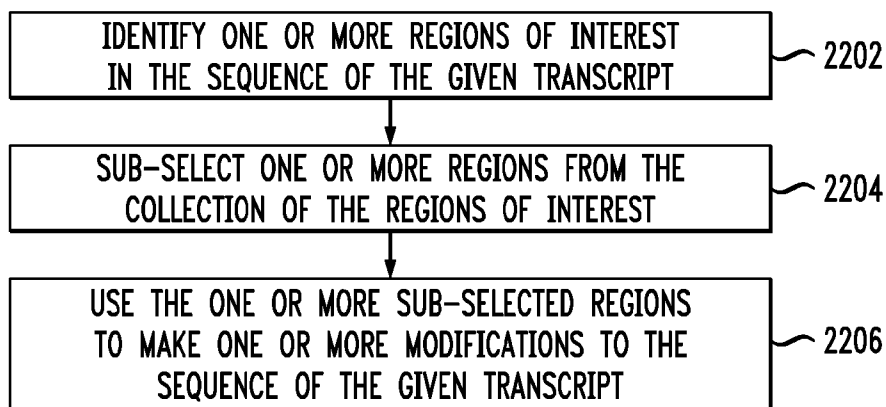 IDENTIFY ONE OR MORE REGIONS OF INTEREST
IN THE SEQUENCE OF THE GIVEN TRANSCRIPT
2202
SUB-SELECT ONE OR MORE REGIONS FROM THE
COLLECTION OF THE REGIONS OF INTEREST
2204
USE THE ONE OR MORE SUB-SELECTED REGIONS
TO MAKE ONE OR MORE MODIFICATIONS TO THE
SEQUENCE OF THE GIVEN TRANSCRIPT
2206